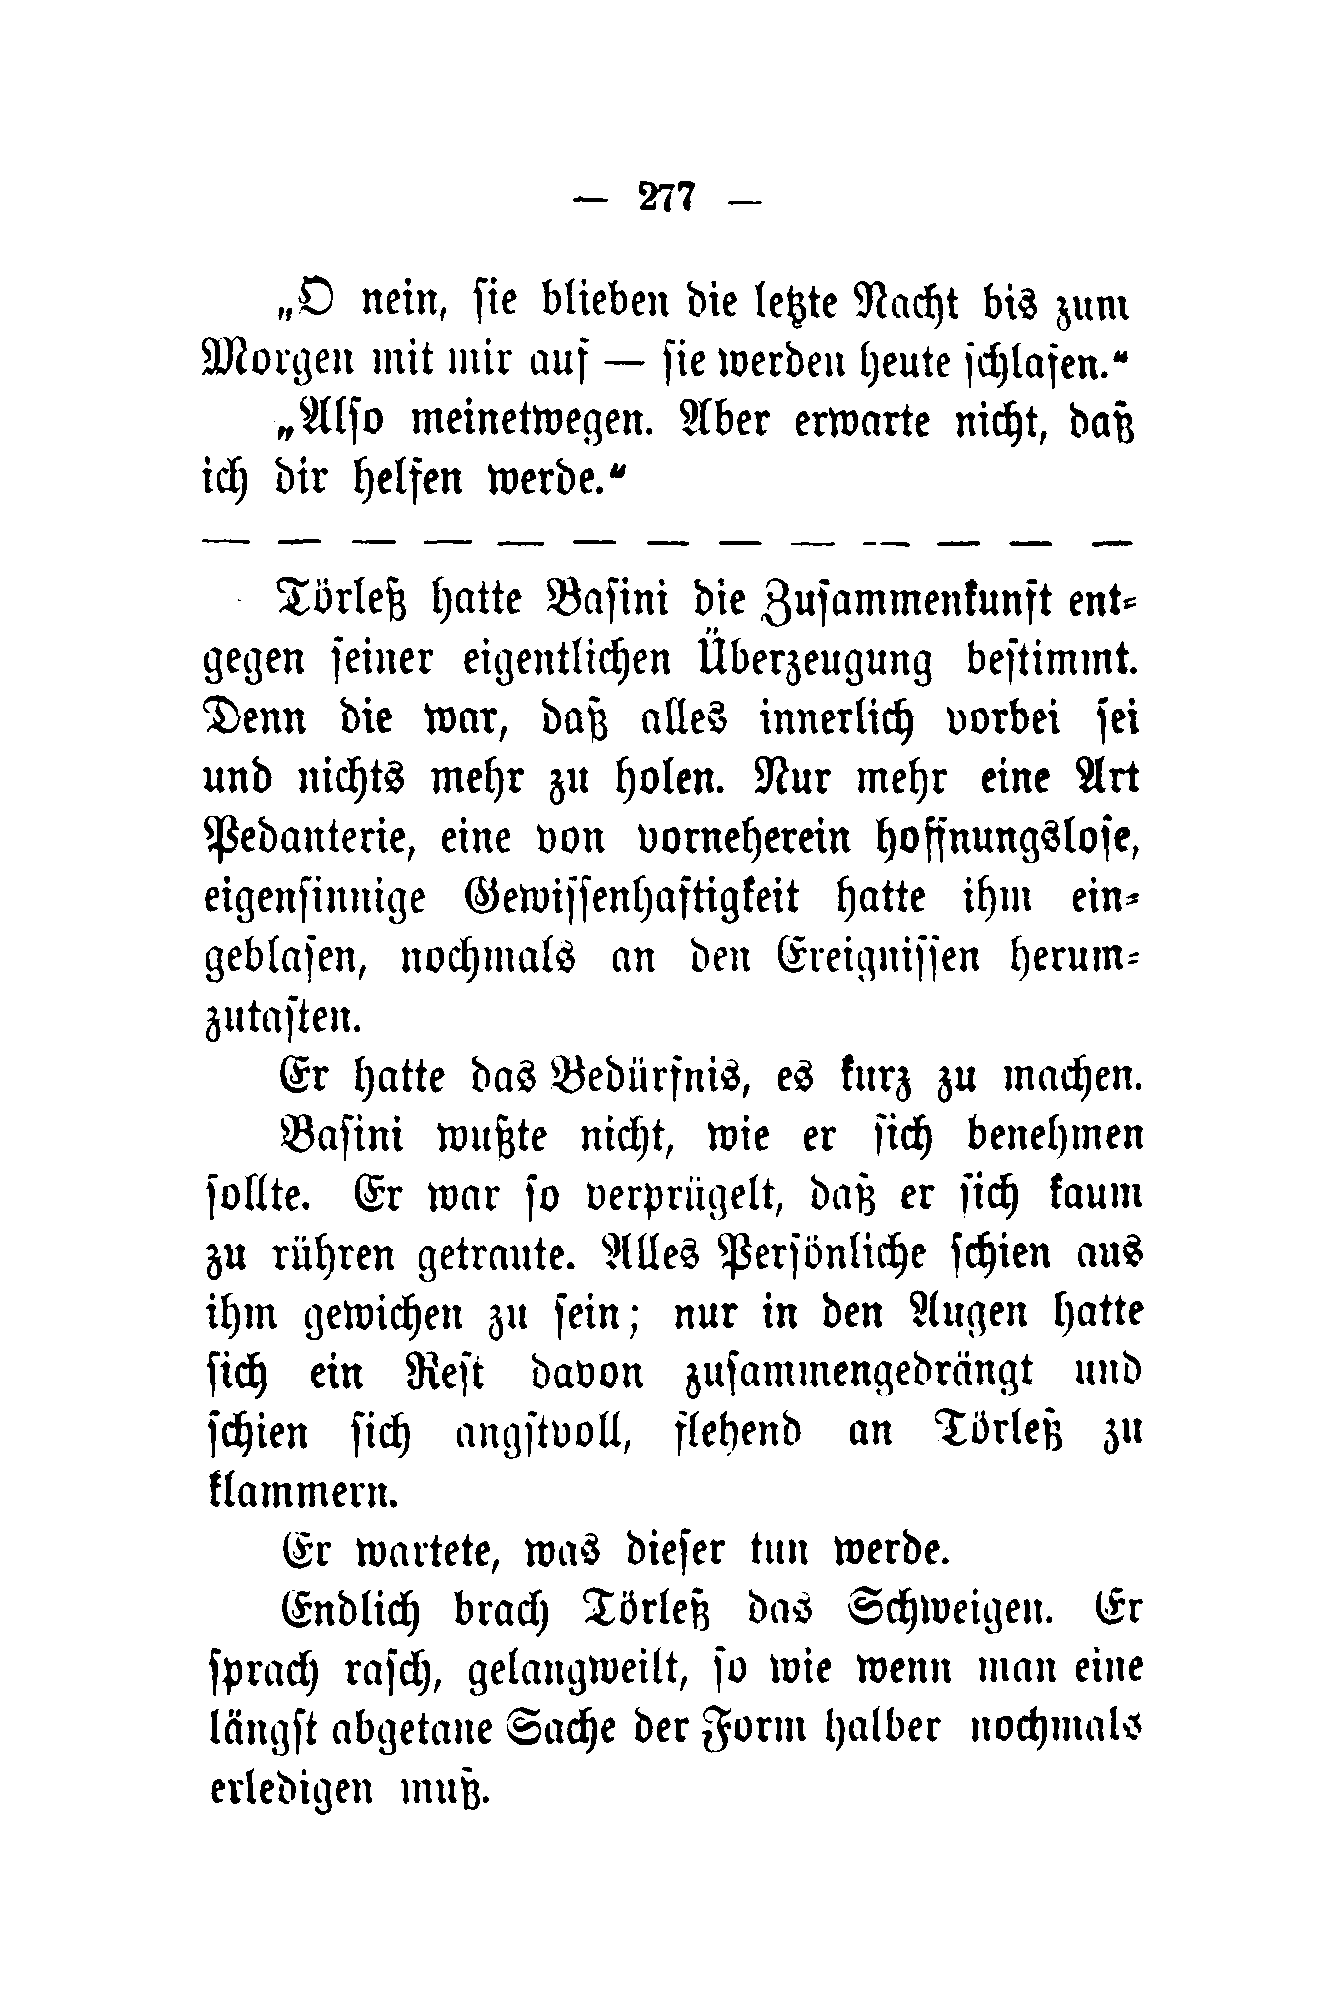 — 277 —
„O nein, ſie blieben die letzte Nacht bis zum
Morgen mit mir auf — ſie werden heute ſchlafen.“
„Alſo meinetwegen. Aber erwarte nicht, daß
ich dir helfen werde.“
— — — — — — — — — — — — —
Törleß hatte Baſini die Zuſammenkunft ent⸗
gegen ſeiner eigentlichen Überzeugung beſtimmt.
Denn die war, daß alles innerlich vorbei ſei
und nichts mehr zu holen. Nur mehr eine Art
Pedanterie, eine von vorneherein hoffnungsloſe,
eigenſinnige Gewiſſenhaftigkeit hatte ihm ein⸗
geblaſen, nochmals an den Ereigniſſen herum⸗
zutaſten.
Er hatte das Bedürfnis, es kurz zu machen.
Baſini wußte nicht, wie er ſich benehmen
ſollte. Er war ſo verprügelt, daß er ſich kaum
zu rühren getraute. Alles Perſönliche ſchien aus
ihm gewichen zu ſein; nur in den Augen hatte
ſich ein Reſt davon zuſammengedrängt und
ſchien ſich angſtvoll, flehend an Törleß zu
klammern.
Er wartete, was dieſer tun werde.
Endlich brach Törleß das Schweigen. Er
ſprach raſch, gelangweilt, ſo wie wenn man eine
längſt abgetane Sache der Form halber nochmals
erledigen muß.